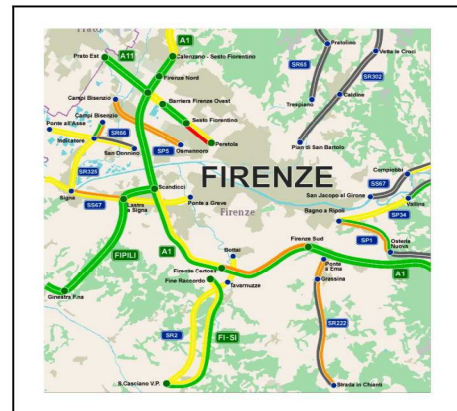 Prato
Pratolino
Vetta le Croci
A11
A1
Prato Est
Calenzano - Sesto Fiorentino
SR65
SR302
Firenze Nord
Campi Bisenzio
Barriera Firenze Ovest
Trespiano
Caldine
Ponte all'Asse
Campi Bisenzio
Sesto Fiorentino
SR66
Indicatore
SP5
San Donnino
Osmannoro
Peretola
Pian di San Bartolo
SR325
Scandicci
FIRENZE
Compiobbi
SS67
Signa
San Jacopo al Girone
SS67
Lastra
a Signa
Ponte a Greve
Firenze
Vallina
Bagno a Ripoli
SP34
SP1
FIPILI
A1
Bottai
Firenze Sud
Osteria
Nuova
Firenze Certosa
Ponte
a Ema
Fine Raccordo
Tavarnuzze
Grassina
A1
Ginestra F.na
SR2
FI-SI
SR222
S.Casciano V.P.
Strada in Chianti